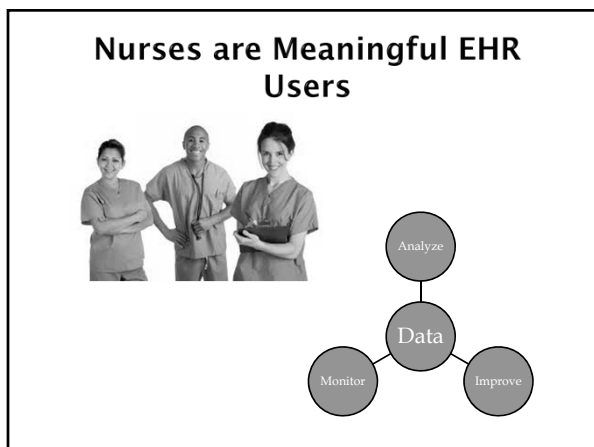 Nurses are Meaningful EHR
Users
Analyze
Data
Monitor
Improve